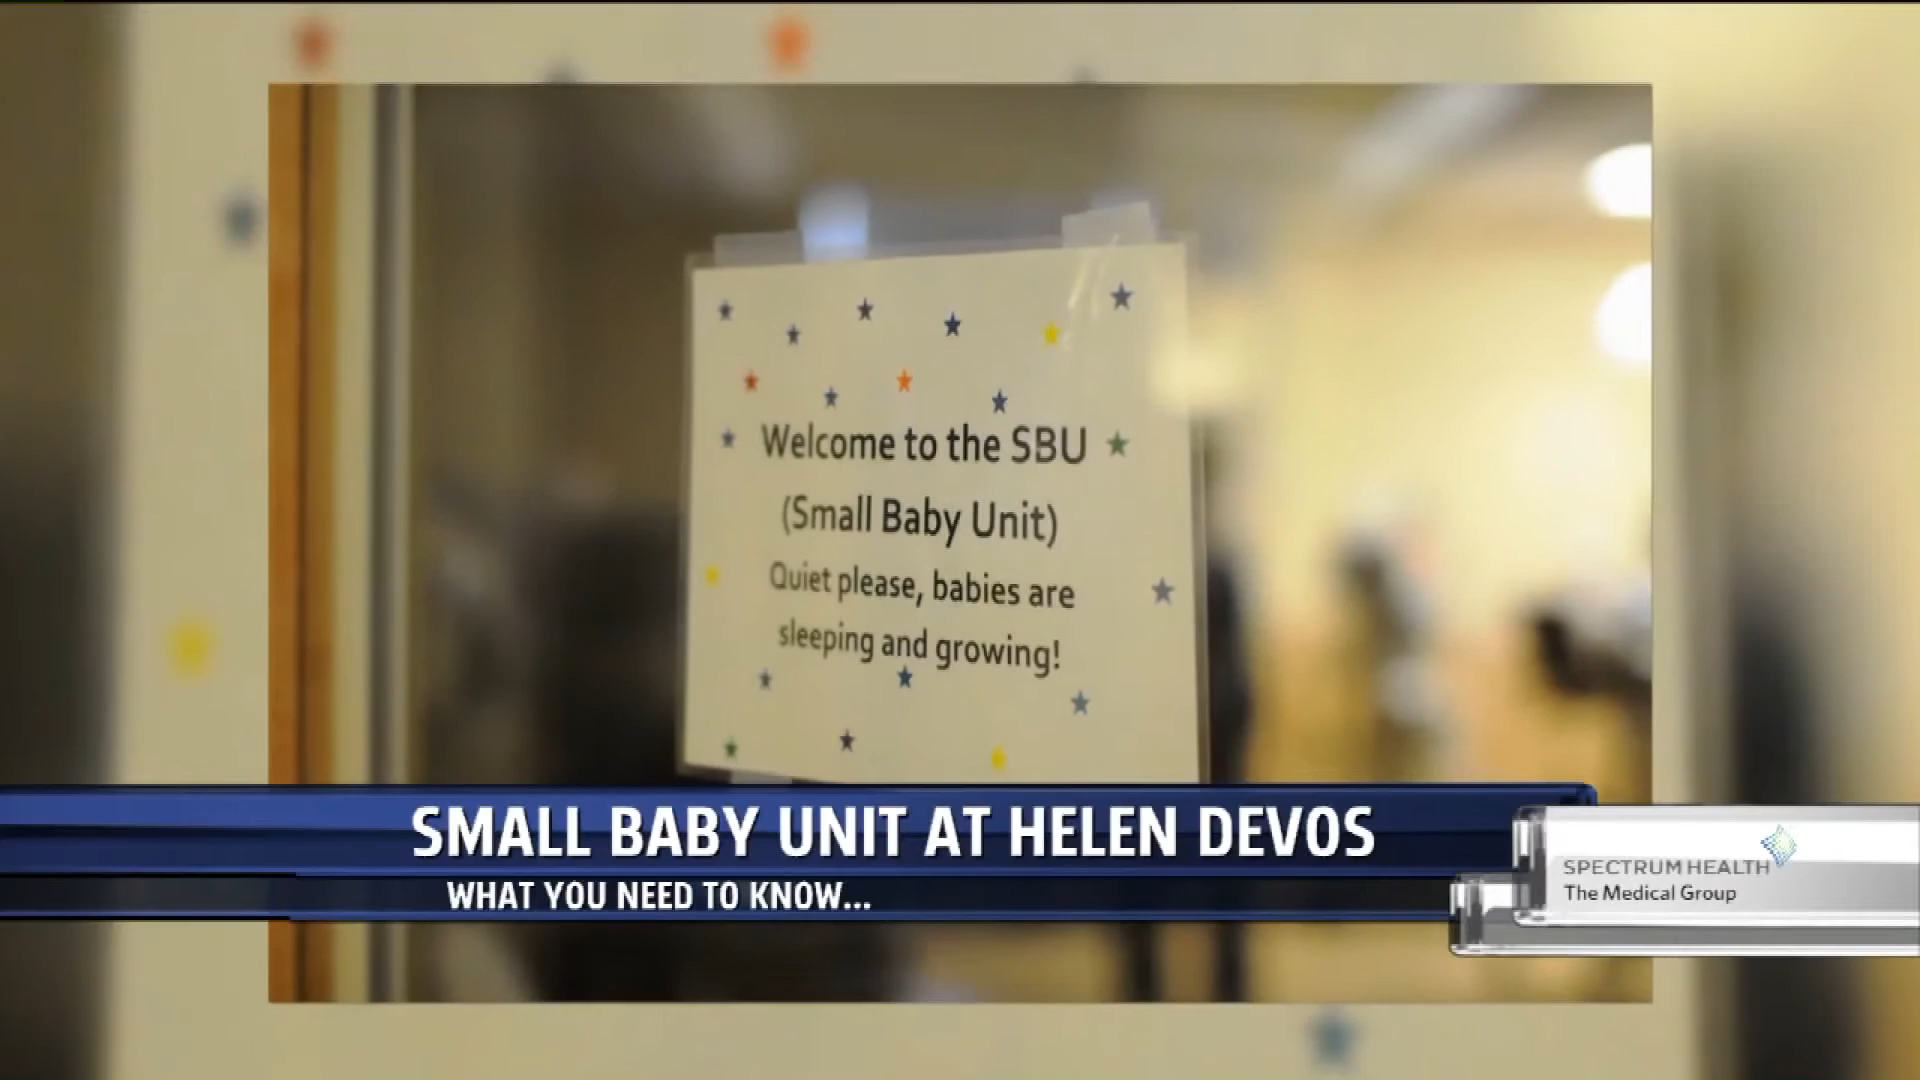 Welcome to the SBU
(Small Baby Unit)
Quiet please, babies are
sleeping and growing!
SMALL BABY UNIT AT HELEN DEVOS
WHAT YOU NEED TO KNOW...
SPECTRUM HEALTH
The Medical Group